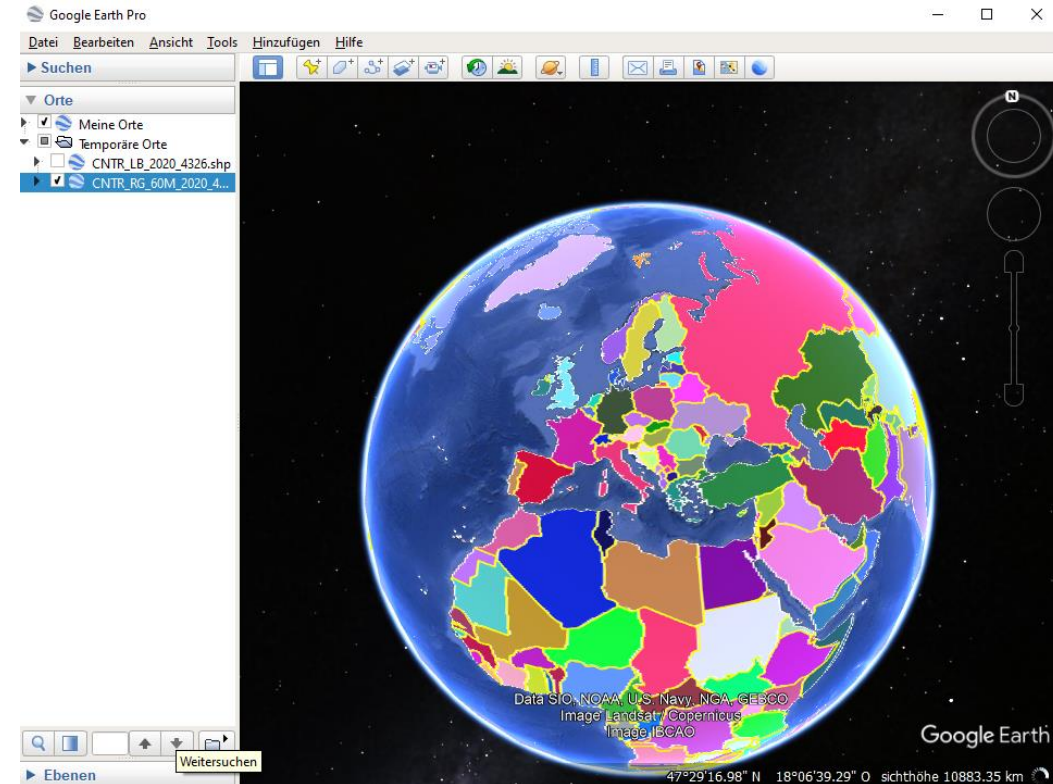 Google Earth Pro
Datei Bearbeiten Ansicht Tools Hinzufügen Hilfe
Suchen
Orte
Meine Orte
Temporäre Orte
CNTR_LB_2020_4326.shp
CNTR_RG_60M_2020_4...
N
Data SIO, NOAA, U.S. Navy, NGA, GEBCO
Image Landsat / Copernicus
Image IBCAO
Google Earth
Weitersuchen
Ebenen
47°29'16.98" N 18°06'39.29" O sichthöhe 10883.35 km